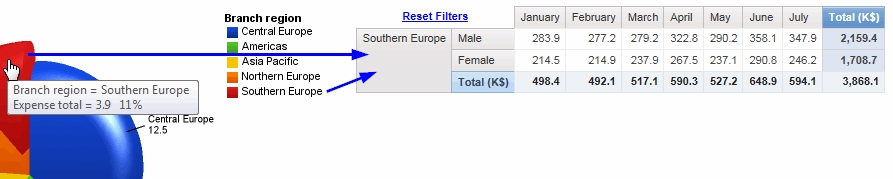 Branch region
Central Europe
Americas
Asia Pacific
Northern Europe
Southern Europe
Branch region = Southern Europe
Expense total = 3.9 11%
Central Europe
12.5
Reset Filters
January February March April May June July Total (K$)
Southern Europe Male 283.9 277.2 279.2 322.8 290.2 358.1 347.9 2,159.4
Female 214.5 214.9 237.9 267.5 237.1 290.8 246.2 1,708.7
Total (K$) 498.4 492.1 517.1 590.3 527.2 648.9 594.1 3,868.1